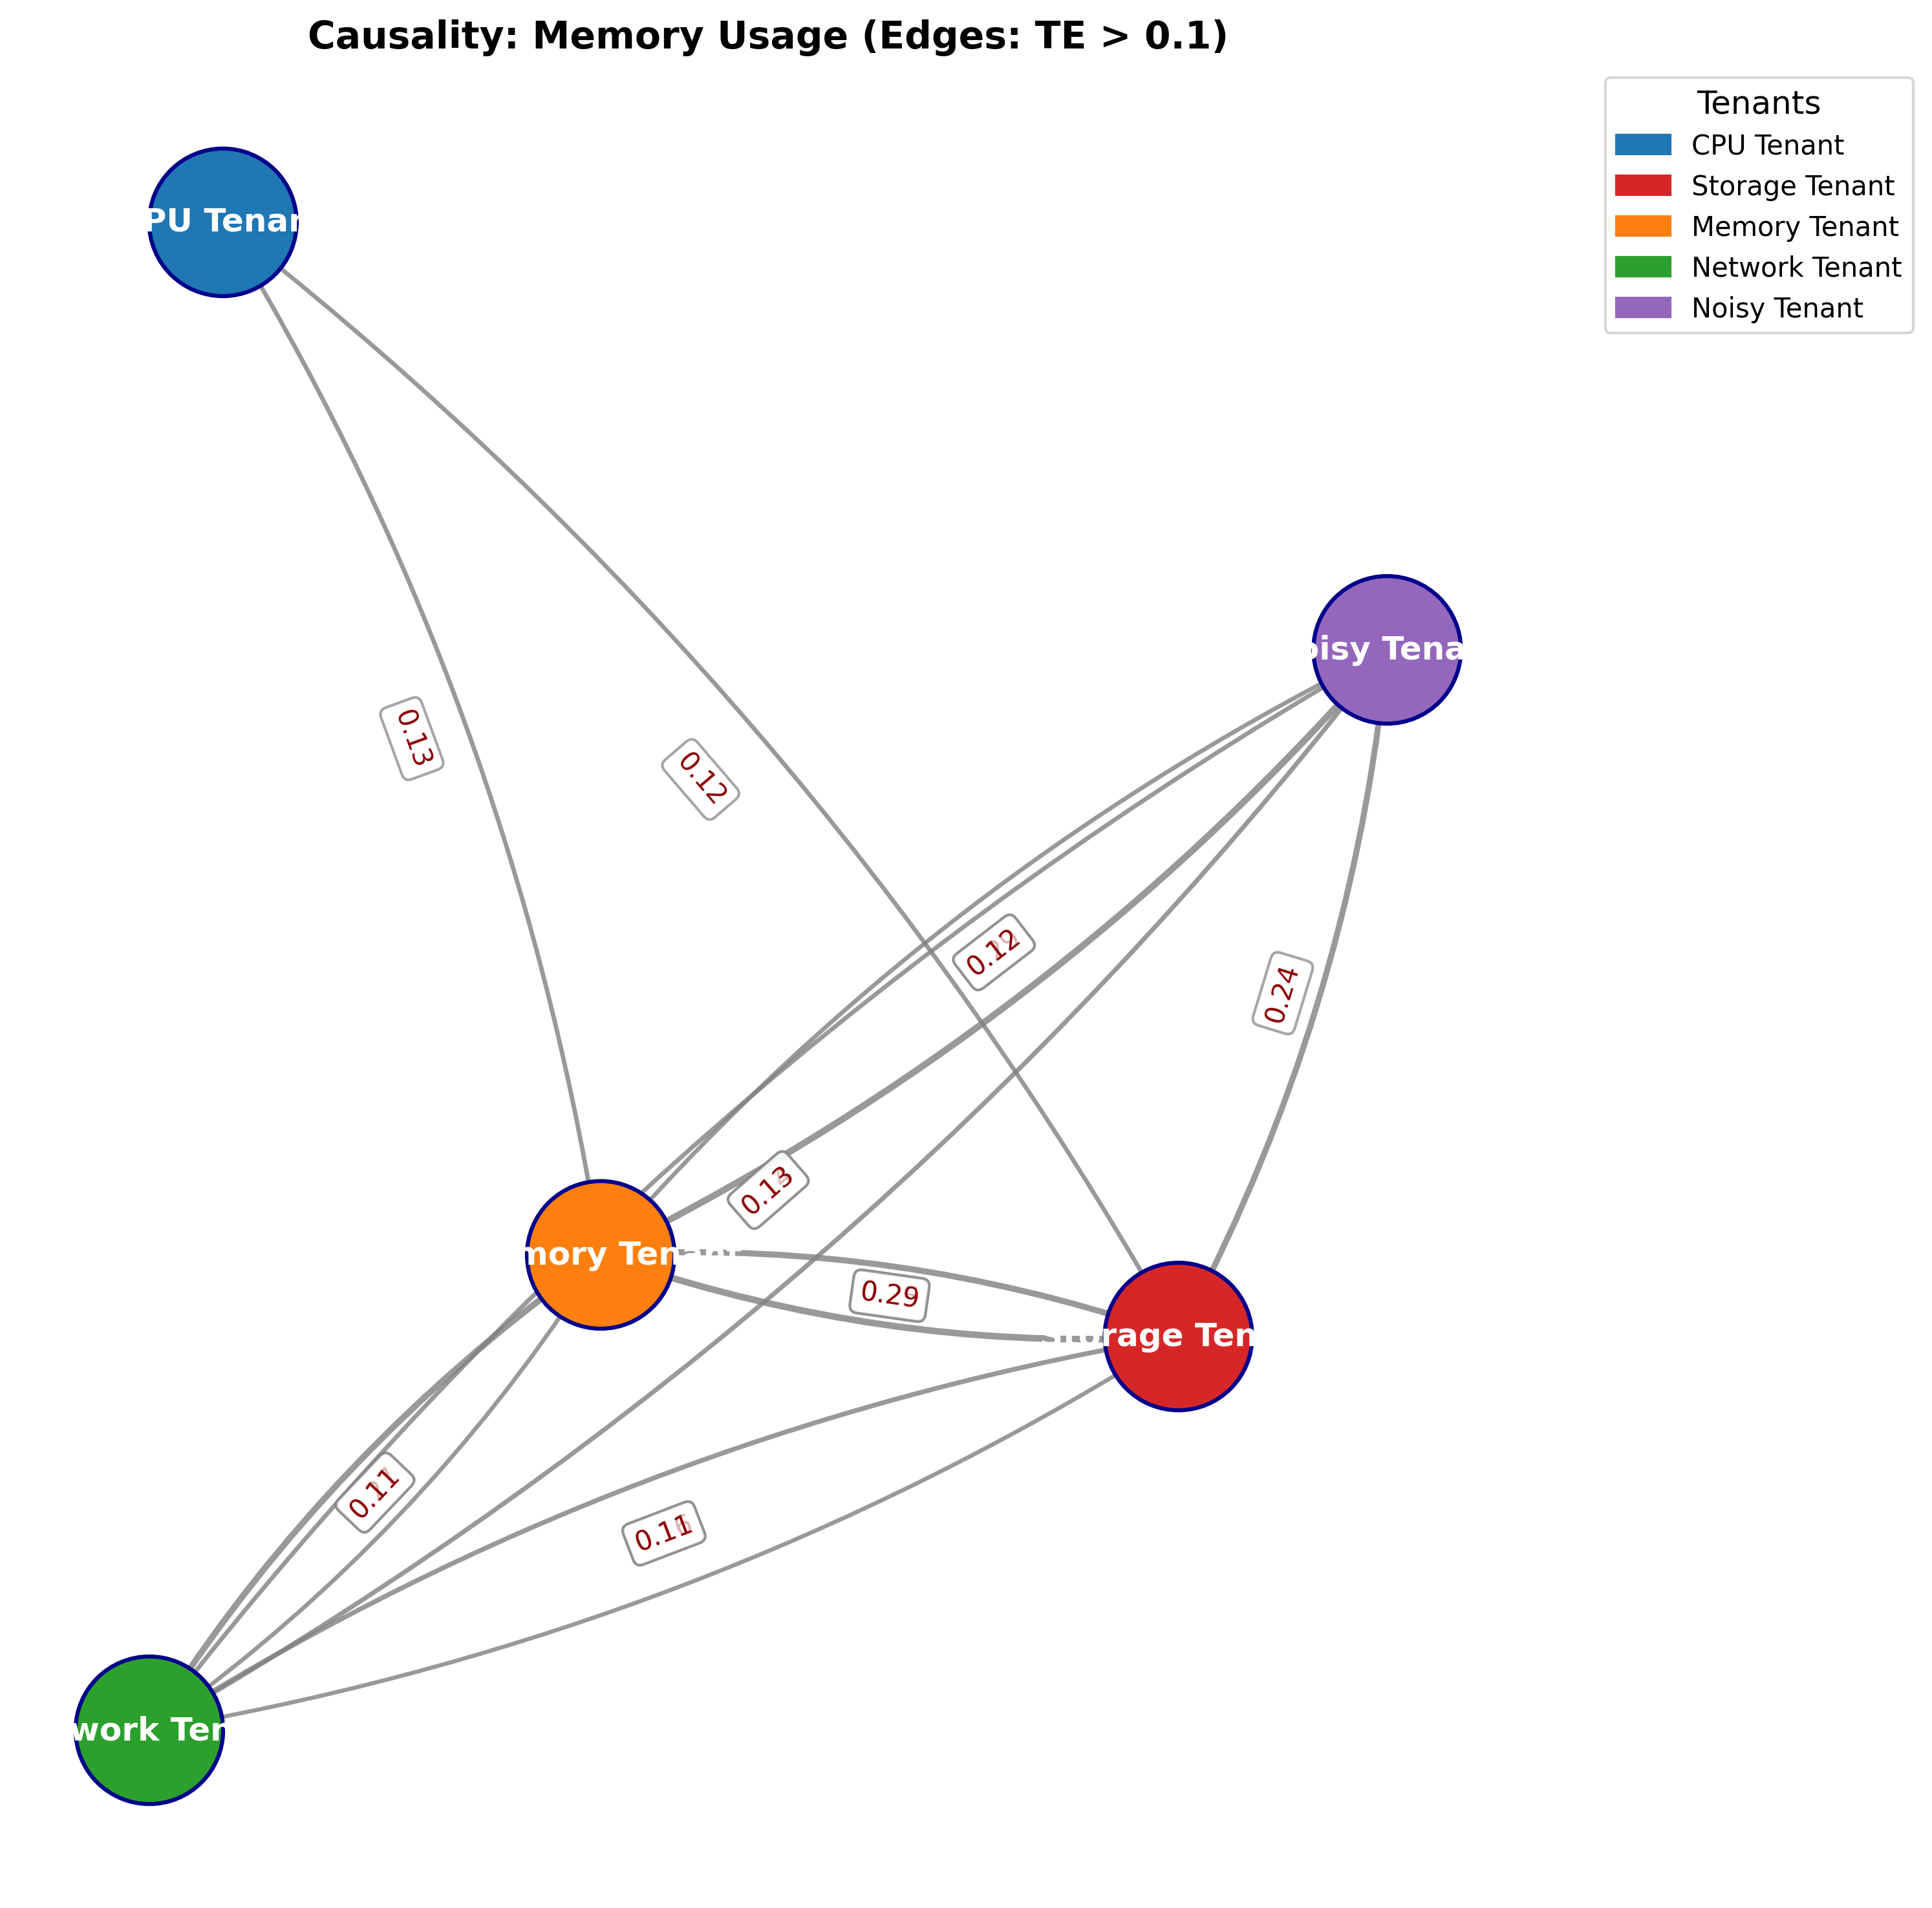 Causality: Memory Usage (Edges: TE > 0.1)
Tenants
CPU Tenant
Storage Tenant
Memory Tenant
Network Tenant
Noisy Tenant
PU Tenan
oisy Tena
0.13
0.12
0.12
0.24
0.13
mory Ten
0.29
rage Ten
0.11
0.11
work Ten